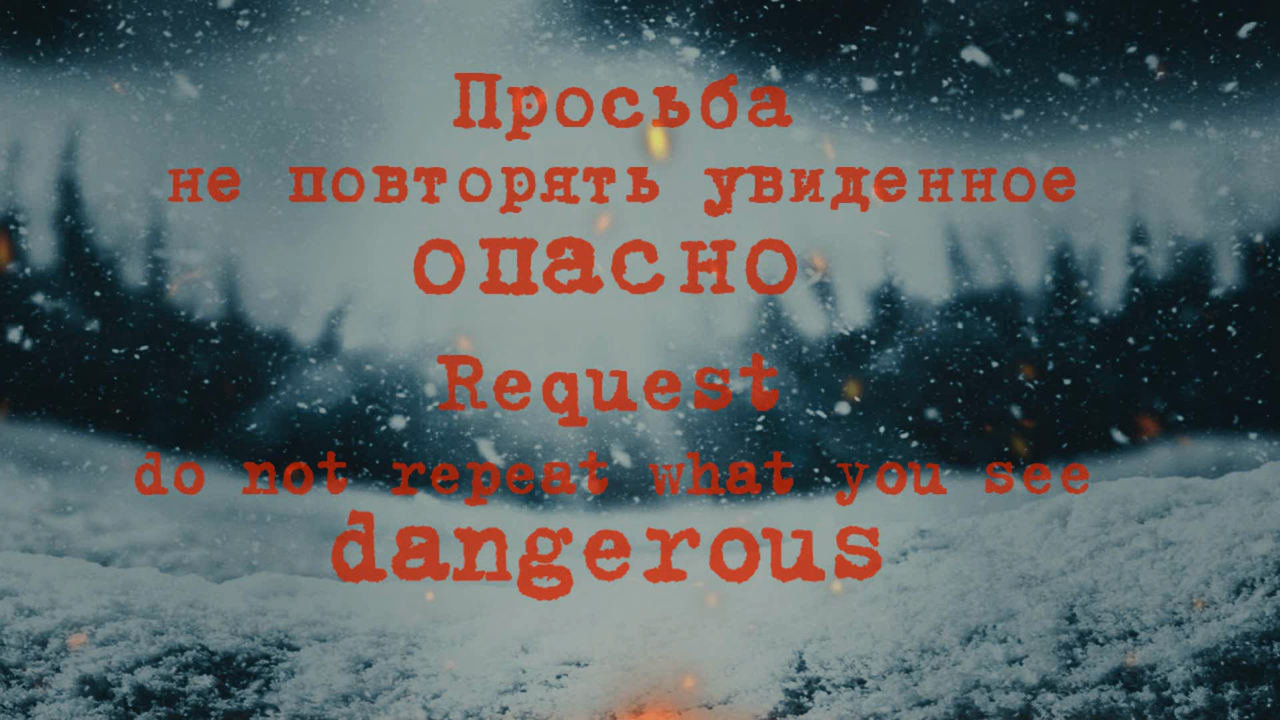 Просьба
не повторять увиденное
опасно
Request
do not repeat what you see
dangerous